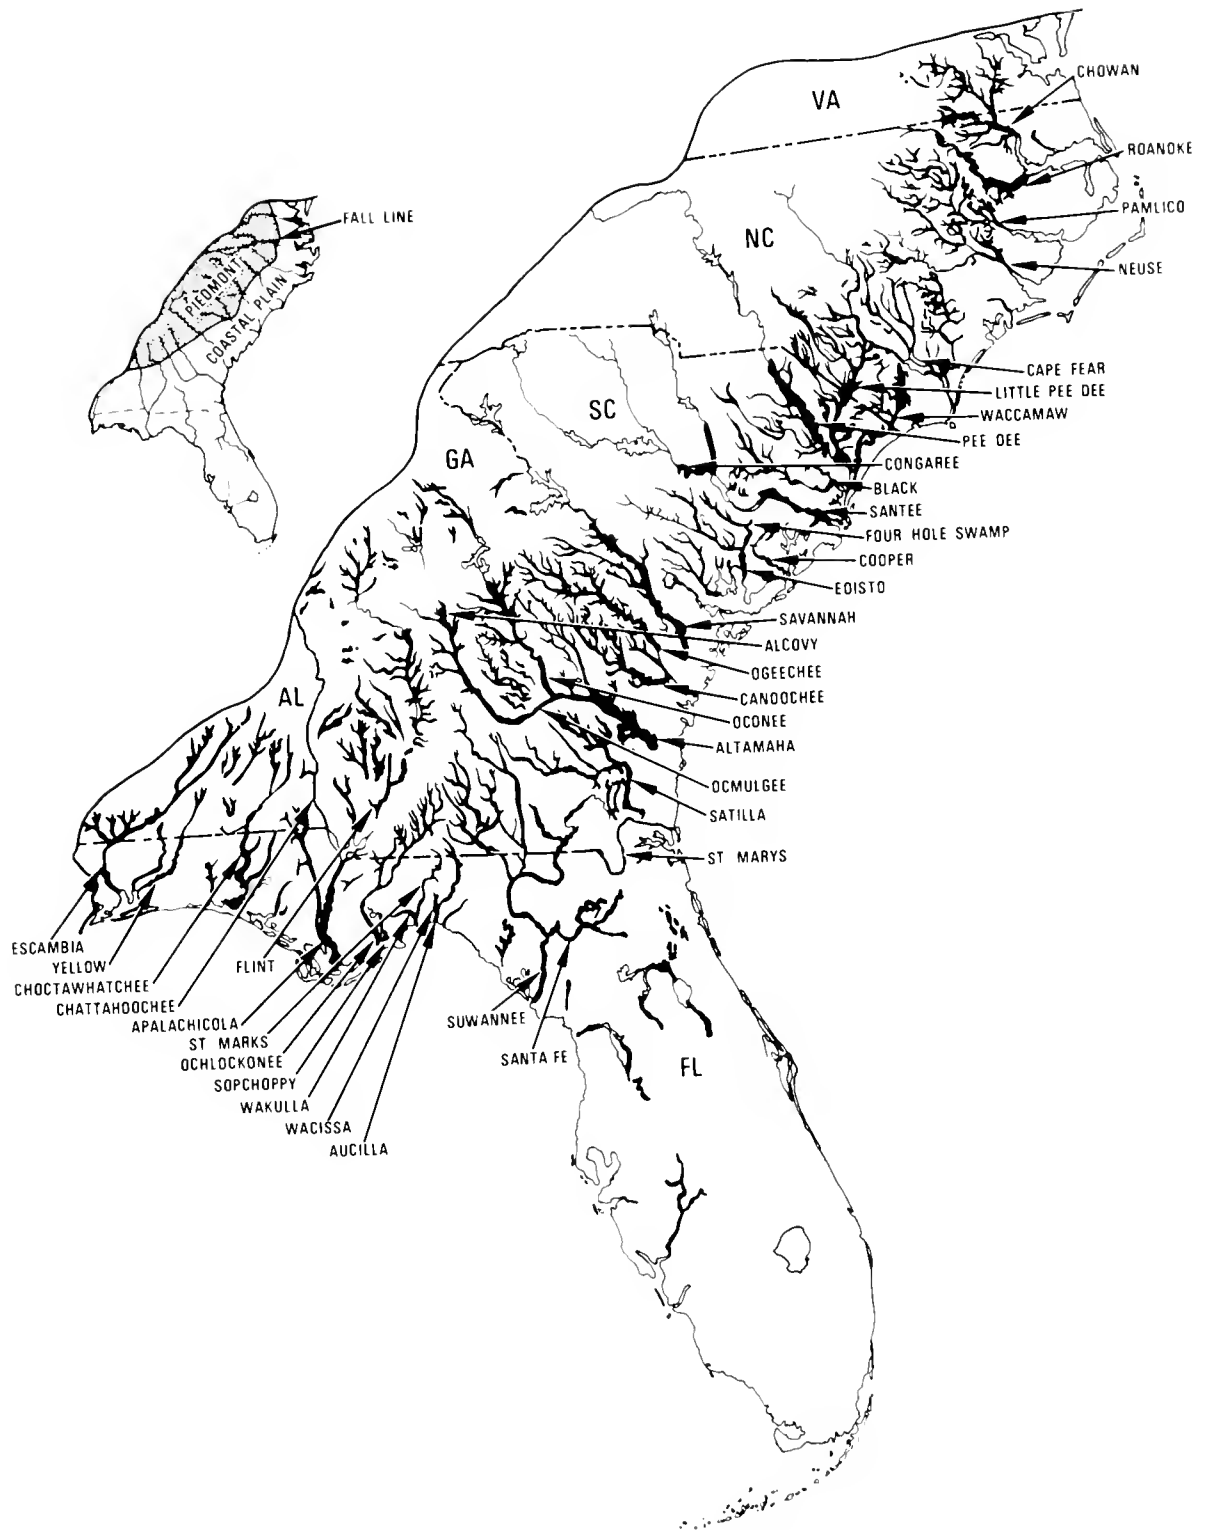 VA
CHOWAN
ROANOKE
PAMLICO
NEUSE
FALL LINE
PIEDMONT
COASTAL PLAIN
NC
CAPE FEAR
LITTLE PEE DEE
WACCAMAW
PEE DEE
SC
CONGAREE
BLACK
SANTEE
FOUR HOLE SWAMP
COOPER
EDISTO
GA
SAVANNAH
ALCOVY
OGEECHEE
CANOOCHEE
OCONEE
ALTAMAHA
OCMULGEE
SATILLA
ST MARYS
AL
ESCAMBIA
YELLOW
CHOCTAWHATCHEE
CHATTAHOOCHEE
FLINT
APALACHICOLA
ST MARKS
OCHLOCKONEE
SOPCHOPPY
WAKULLA
WACISSA
AUCILLA
SUWANNEE
SANTA FE
FL